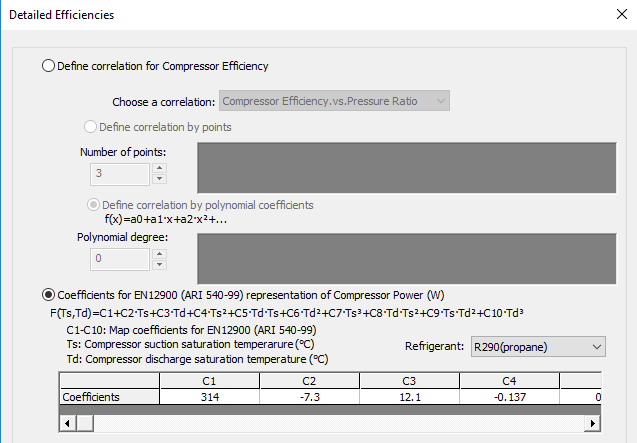 Detailed Efficiencies
Define correlation for Compressor Efficiency
Choose a correlation: Compressor Efficiency.vs.Pressure Ratio
Define correlation by points
Number of points:
3
Define correlation by polynomial coefficients
f(x)=a0+a1·x+a2·x²+...
Polynomial degree:
0
Coefficients for EN12900 (ARI 540-99) representation of Compressor Power (W)
F(Ts,Td)=C1+C2·Ts+C3·Td+C4·Ts²+C5·Td·Ts+C6·Td²+C7·Ts³+C8·Td·Ts²+C9·Ts·Td²+C10·Td³
C1-C10: Map coefficients for EN12900 (ARI 540-99)
Ts: Compressor suction saturation temperarure (ºC)
Td: Compressor discharge saturation temperature (ºC)
Refrigerant: R290(propane)
C1 C2 C3 C4
Coefficients 314 -7.3 12.1 -0.137 0